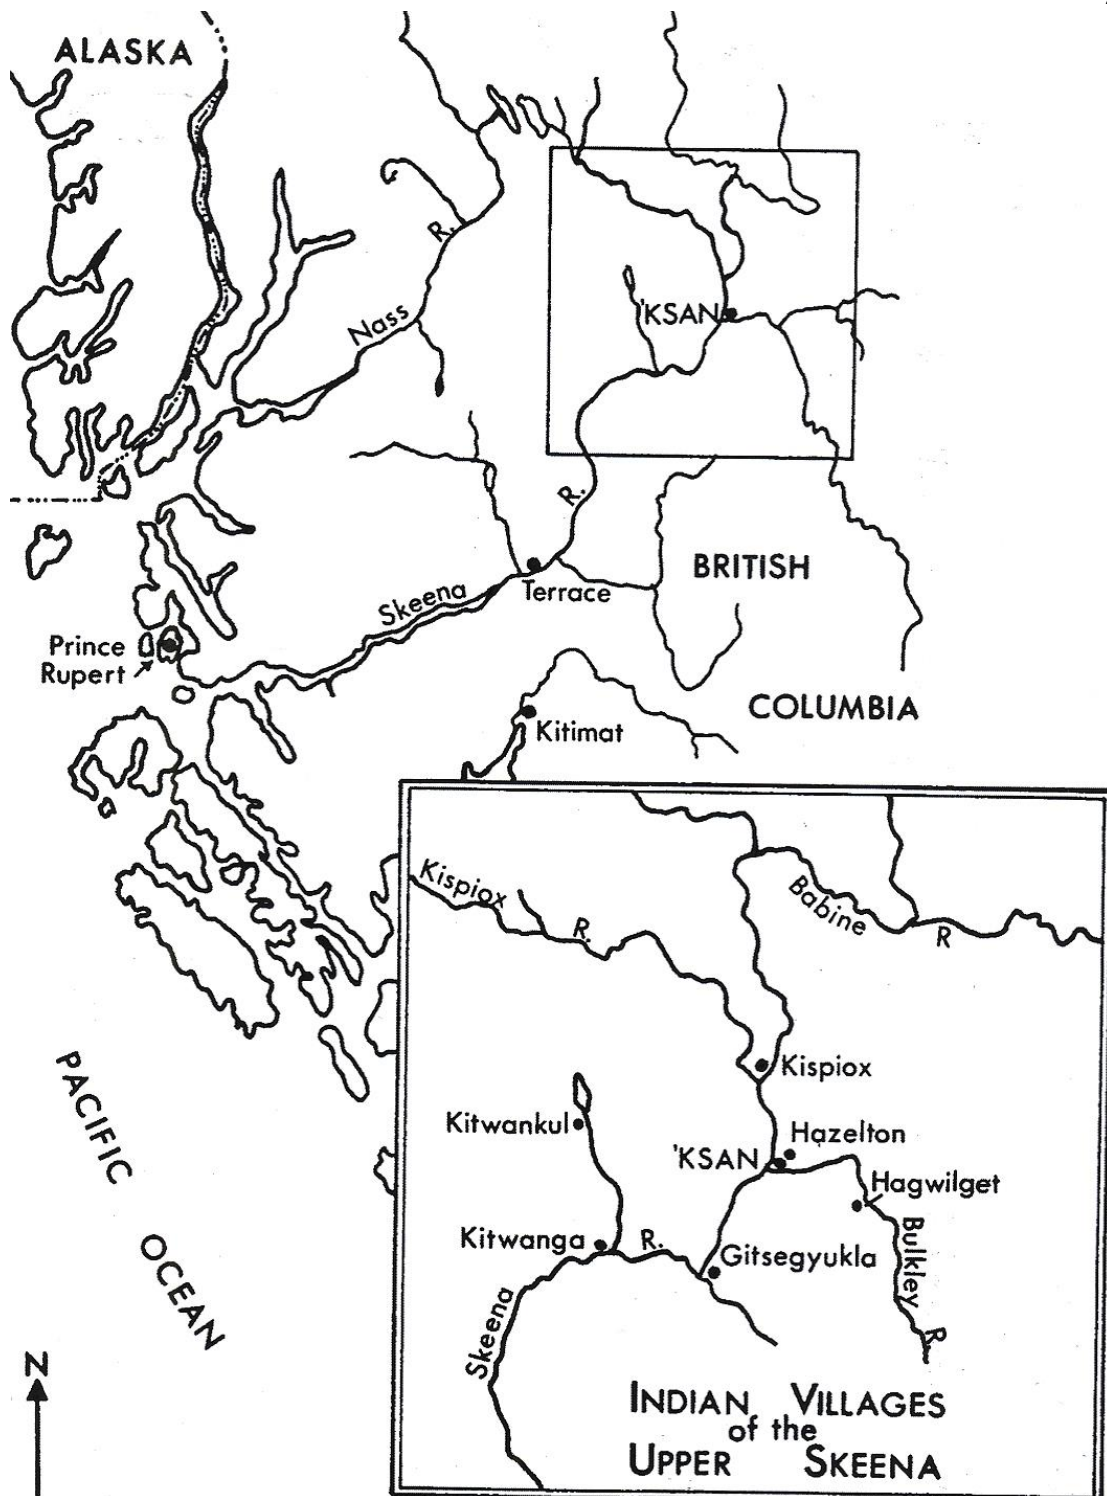 ALASKA
R.
Nass
'KSAN
R.
BRITISH
Skeena
Terrace
Prince
Rupert
COLUMBIA
Kitimat
Kispiox
R.
Babine
R
Kispiox
Kitwankul
Hazelton
'KSAN
Hagwilget
Kitwanga
R.
Gitsegyukla
Bulkley
R.
Skeena
PACIFIC
OCEAN
N
INDIAN VILLAGES
of the
UPPER SKEENA